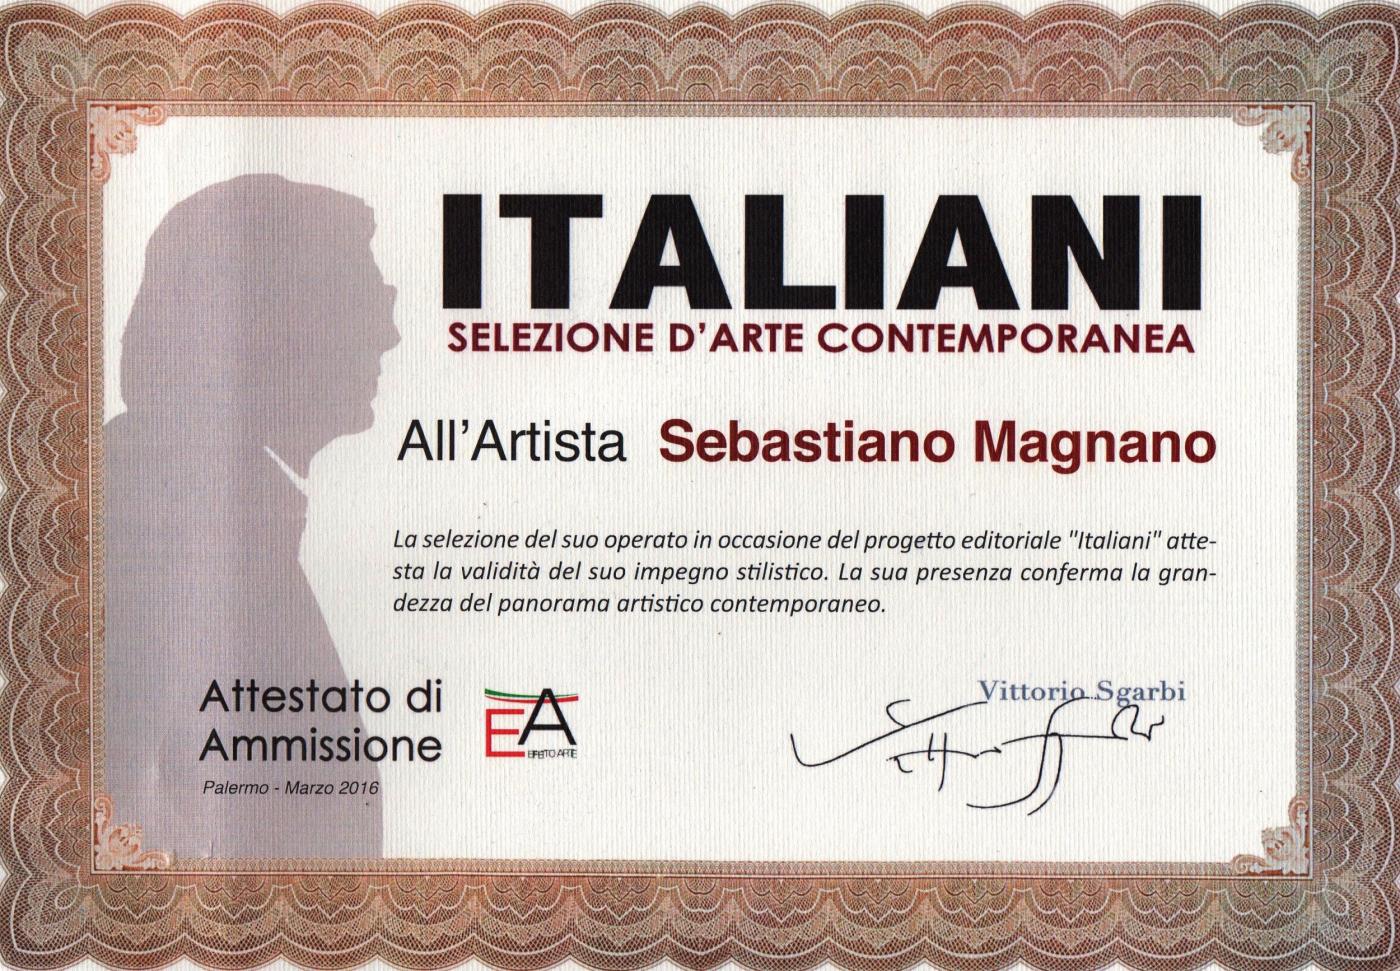 ITALIANI
SELEZIONE D'ARTE CONTEMPORANEA
All'Artista Sebastiano Magnano
La selezione del suo operato in occasione del progetto editoriale "Italiani" atte-
sta la validità del suo impegno stilistico. La sua presenza conferma la gran-
dezza del panorama artistico contemporaneo.
Attestato di
Ammissione
Palermo - Marzo 2016
EA
EFFETTO ARTE
Vittorio Sgarbi